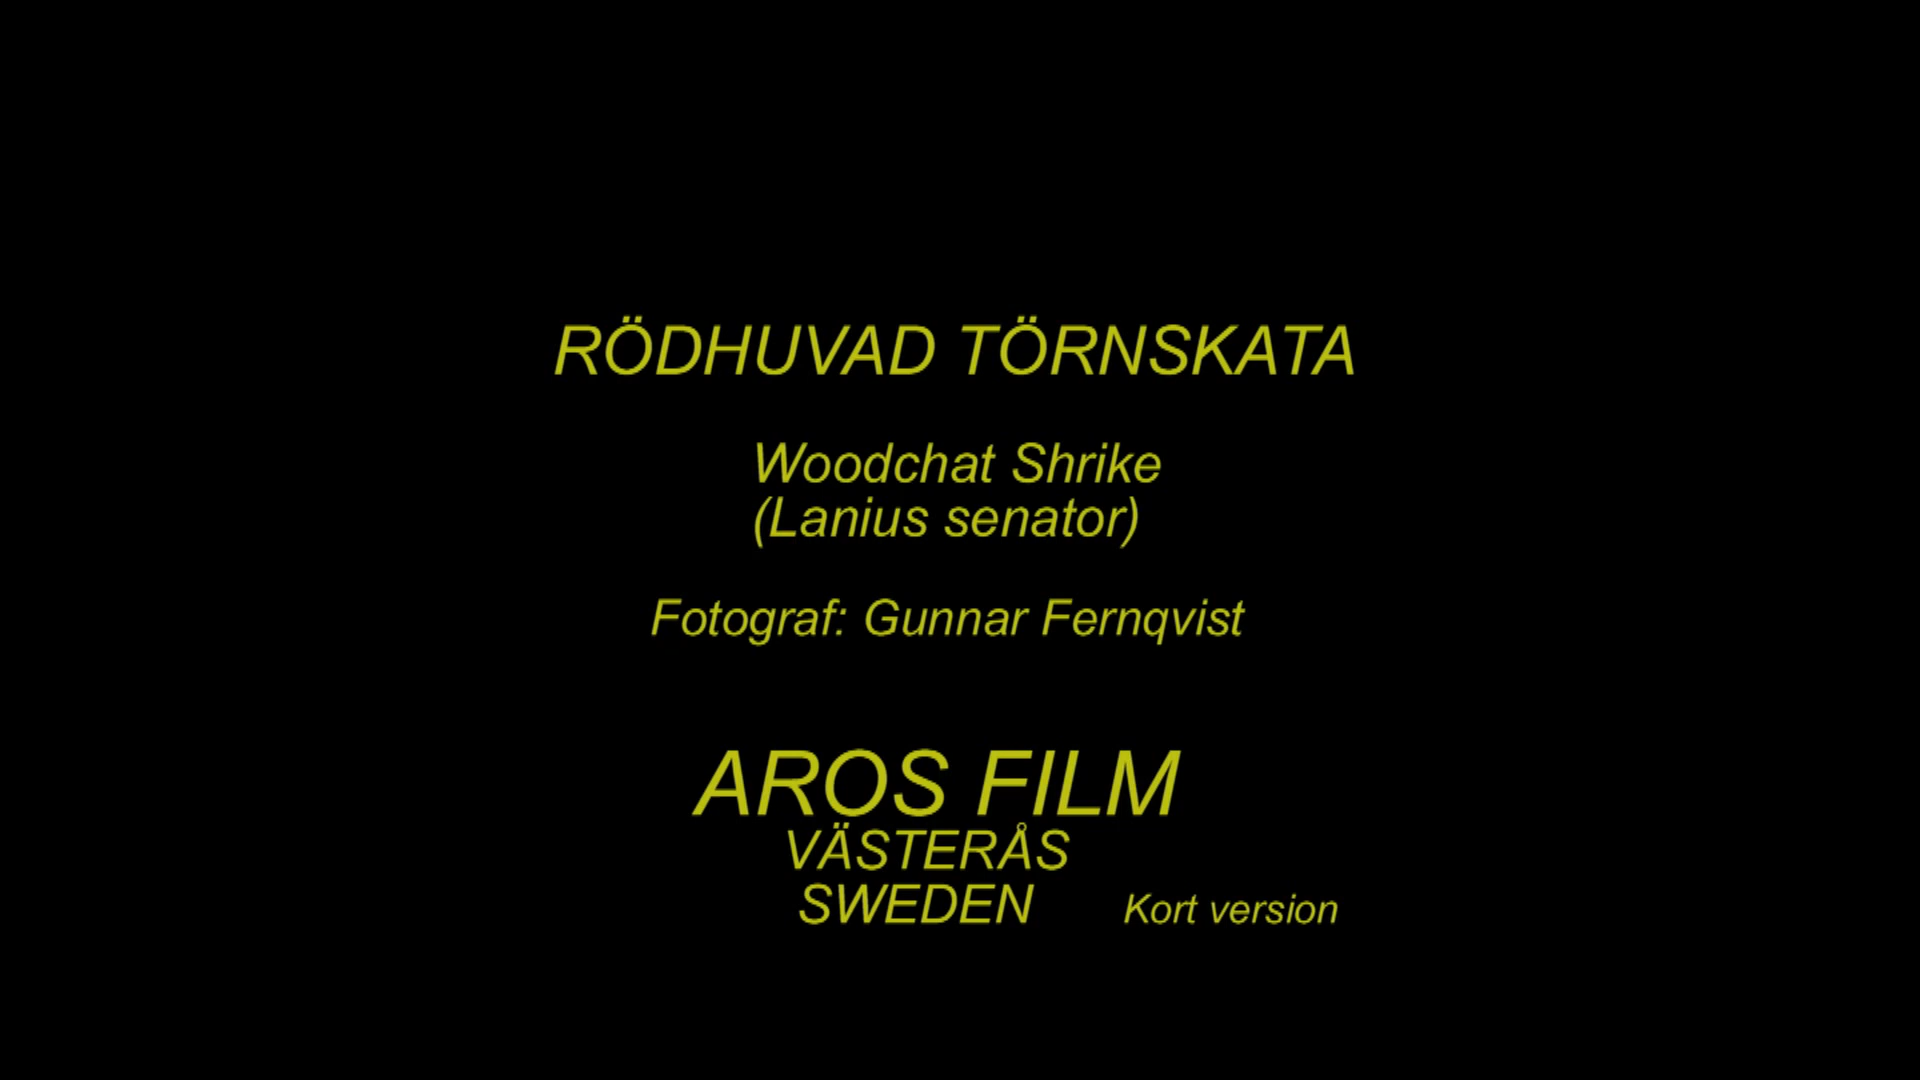 RÖDHUVAD TÖRNSKATA
Woodchat Shrike
(Lanius senator)
Fotograf: Gunnar Fernqvist
AROS FILM
VÄSTERÅS
SWEDEN
Kort version